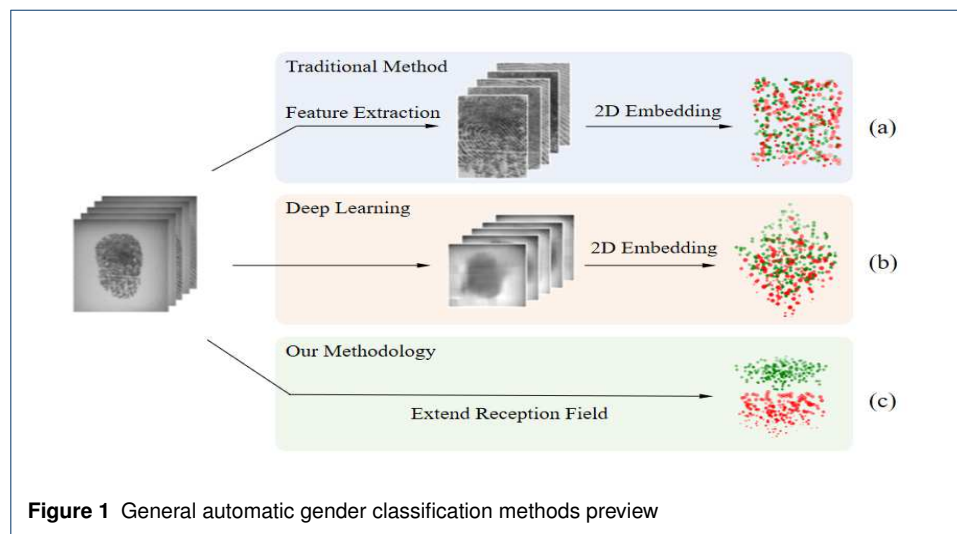 Traditional Method
Feature Extraction
2D Embedding
(a)
Deep Learning
2D Embedding
(b)
Our Methodology
Extend Reception Field
(c)
Figure 1 General automatic gender classification methods preview